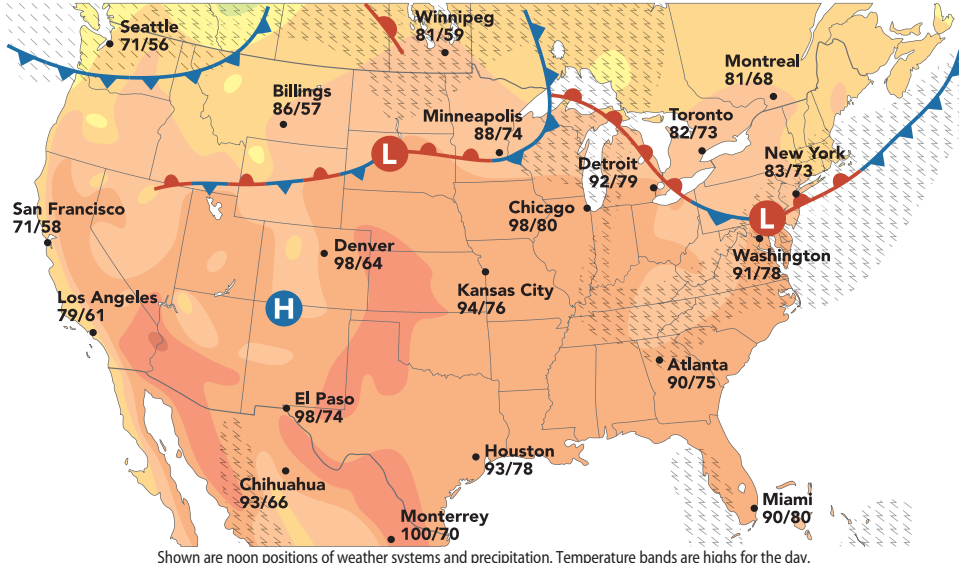 Seattle
71/56
Winnipeg
81/59
Montreal
81/68
Billings
86/57
Minneapolis
88/74
Toronto
82/73
L
New York
83/73
Detroit
92/79
San Francisco
71/58
Chicago
98/80
L
Denver
98/64
Washington
91/78
Kansas City
94/76
Los Angeles
79/61
H
Atlanta
90/75
El Paso
98/74
Houston
93/78
Chihuahua
93/66
Miami
90/80
Monterrey
100/70
Shown are noon positions of weather systems and precipitation. Temperature bands are highs for the day.